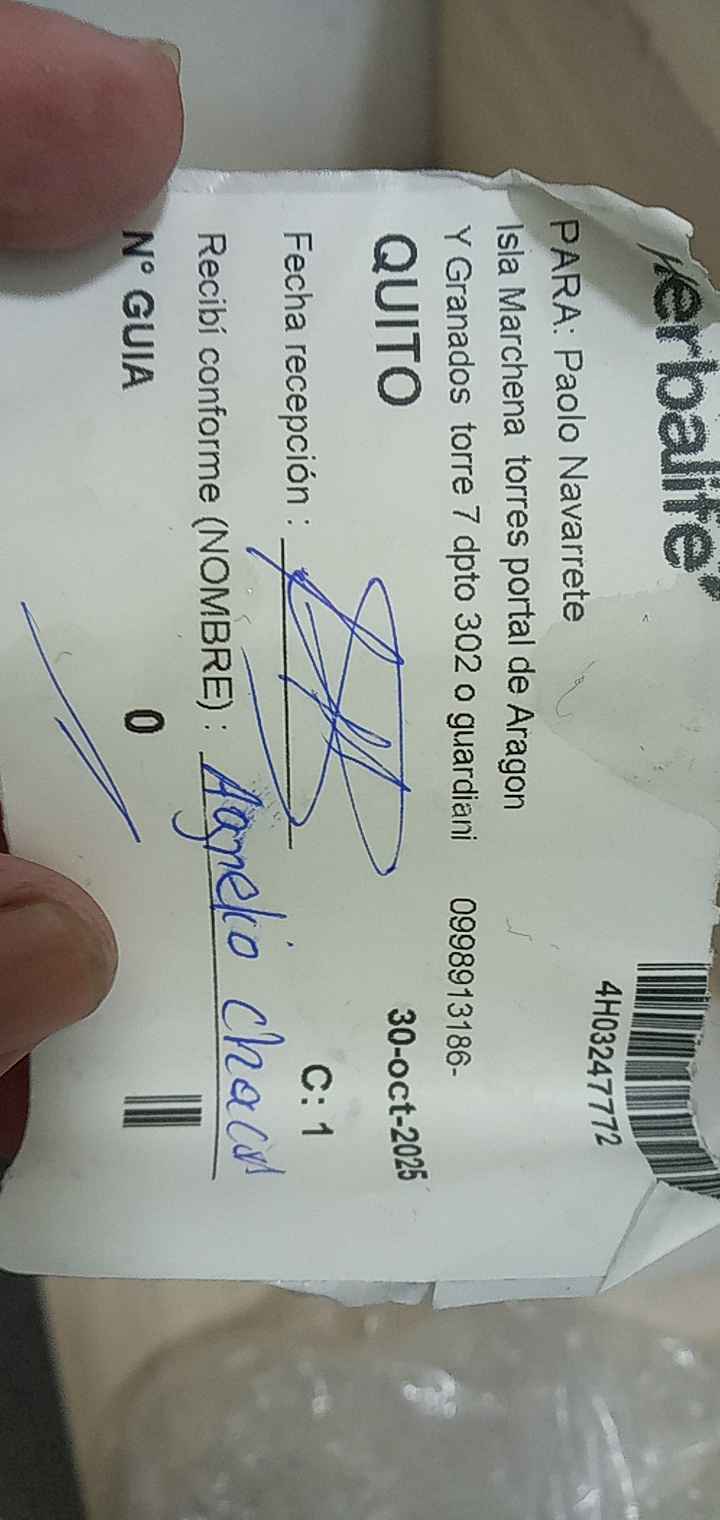 Herbalife
4H03247772
PARA: Paolo Navarrete
Isla Marchena torres portal de Aragon
Y Granados torre 7 dpto 302 o guardiani 0998913186-
QUITO 30-oct-2025
Fecha recepción : C: 1
Recibí conforme (NOMBRE) :
N° GUIA 0